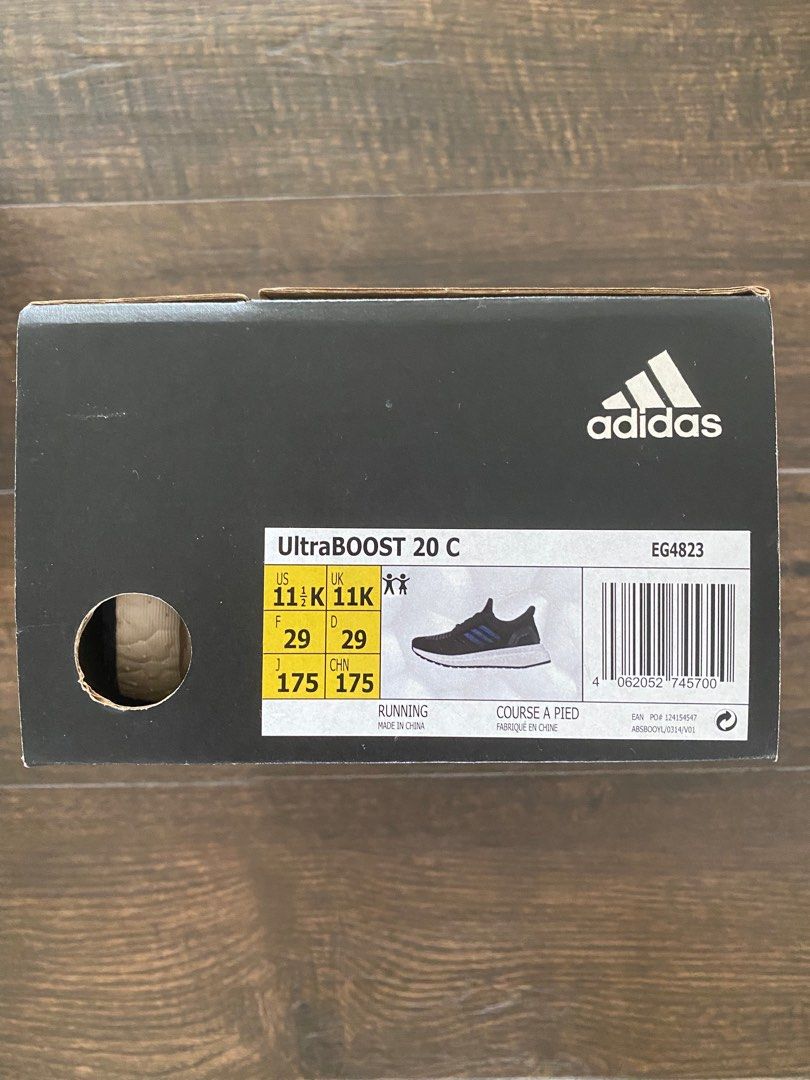 adidas
UltraBOOST 20 C EG4823
US 11½K UK 11K
F 29 D 29
J 175 CHN 175
4 062052 745700
RUNNING COURSE A PIED
MADE IN CHINA FABRIQUÉ EN CHINE
EAN PO# 124154547
ABSBOOYL/0314/V01